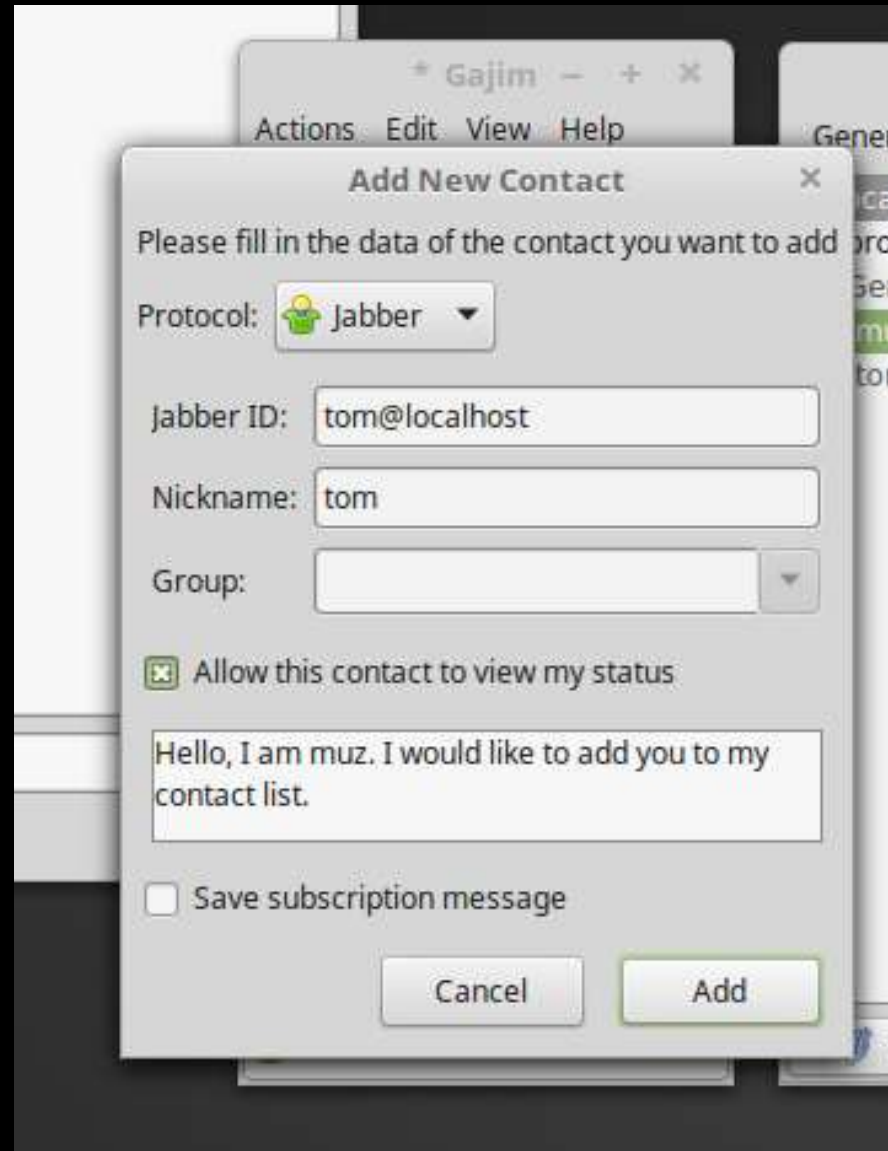 * Gajim
Actions Edit View Help
Add New Contact
Please fill in the data of the contact you want to add
Protocol: Jabber
Jabber ID: tom@localhost
Nickname: tom
Group:
Allow this contact to view my status
Hello, I am muz. I would like to add you to my
contact list.
Save subscription message
Cancel Add